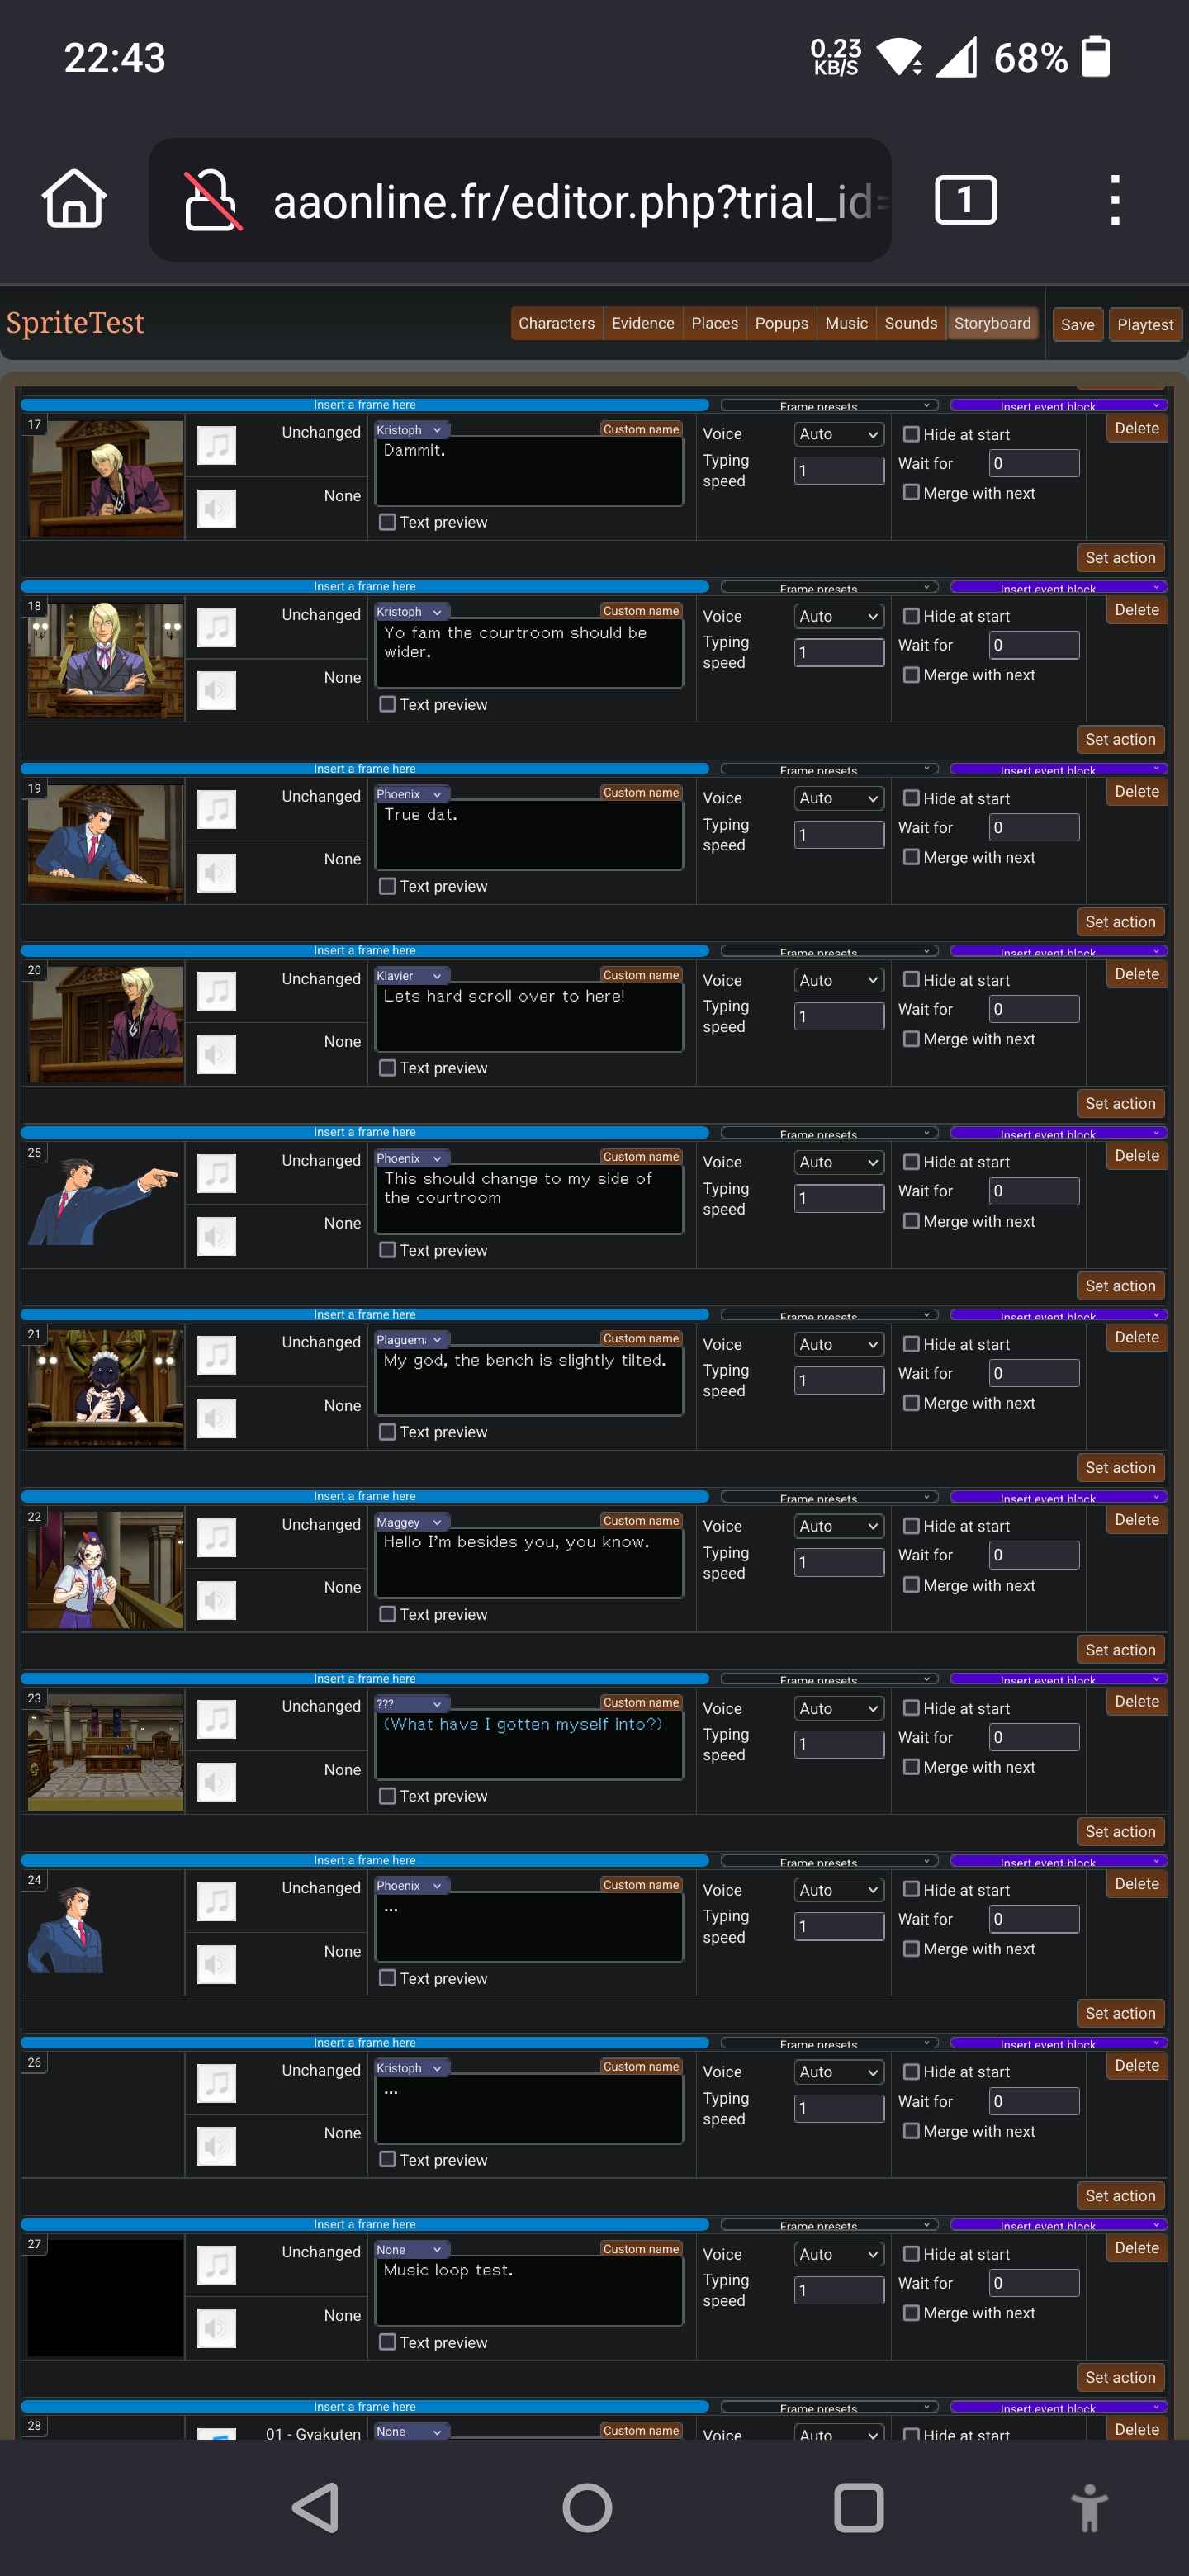 22:43
0.23
KB/S
68%
aaonline.fr/editor.php?trial_id=
1
SpriteTest
Characters Evidence Places Popups Music Sounds Storyboard Save Playtest
Insert a frame here Frame presets Insert event block
17 Unchanged Kristoph Custom name Voice Auto Hide at start Delete
Dammit.
Typing speed 1 Wait for 0
None Merge with next
Text preview
Set action
Insert a frame here Frame presets Insert event block
18 Unchanged Kristoph Custom name Voice Auto Hide at start Delete
Yo fam the courtroom should be
wider.
Typing speed 1 Wait for 0
None Merge with next
Text preview
Set action
Insert a frame here Frame presets Insert event block
19 Unchanged Phoenix Custom name Voice Auto Hide at start Delete
True dat.
Typing speed 1 Wait for 0
None Merge with next
Text preview
Set action
Insert a frame here Frame presets Insert event block
20 Unchanged Klavier Custom name Voice Auto Hide at start Delete
Lets hard scroll over to here!
Typing speed 1 Wait for 0
None Merge with next
Text preview
Set action
Insert a frame here Frame presets Insert event block
25 Unchanged Phoenix Custom name Voice Auto Hide at start Delete
This should change to my side of
the courtroom
Typing speed 1 Wait for 0
None Merge with next
Text preview
Set action
Insert a frame here Frame presets Insert event block
21 Unchanged Plaguem Custom name Voice Auto Hide at start Delete
My god, the bench is slightly tilted.
Typing speed 1 Wait for 0
None Merge with next
Text preview
Set action
Insert a frame here Frame presets Insert event block
22 Unchanged Maggey Custom name Voice Auto Hide at start Delete
Hello I'm besides you, you know.
Typing speed 1 Wait for 0
None Merge with next
Text preview
Set action
Insert a frame here Frame presets Insert event block
23 Unchanged ??? Custom name Voice Auto Hide at start Delete
(What have I gotten myself into?)
Typing speed 1 Wait for 0
None Merge with next
Text preview
Set action
Insert a frame here Frame presets Insert event block
24 Unchanged Phoenix Custom name Voice Auto Hide at start Delete
...
Typing speed 1 Wait for 0
None Merge with next
Text preview
Set action
Insert a frame here Frame presets Insert event block
26 Unchanged Kristoph Custom name Voice Auto Hide at start Delete
...
Typing speed 1 Wait for 0
None Merge with next
Text preview
Set action
Insert a frame here Frame presets Insert event block
27 Unchanged None Custom name Voice Auto Hide at start Delete
Music loop test.
Typing speed 1 Wait for 0
None Merge with next
Text preview
Set action
Insert a frame here Frame presets Insert event block
28 01 - Gyakuten None Custom name Voice Auto Hide at start Delete